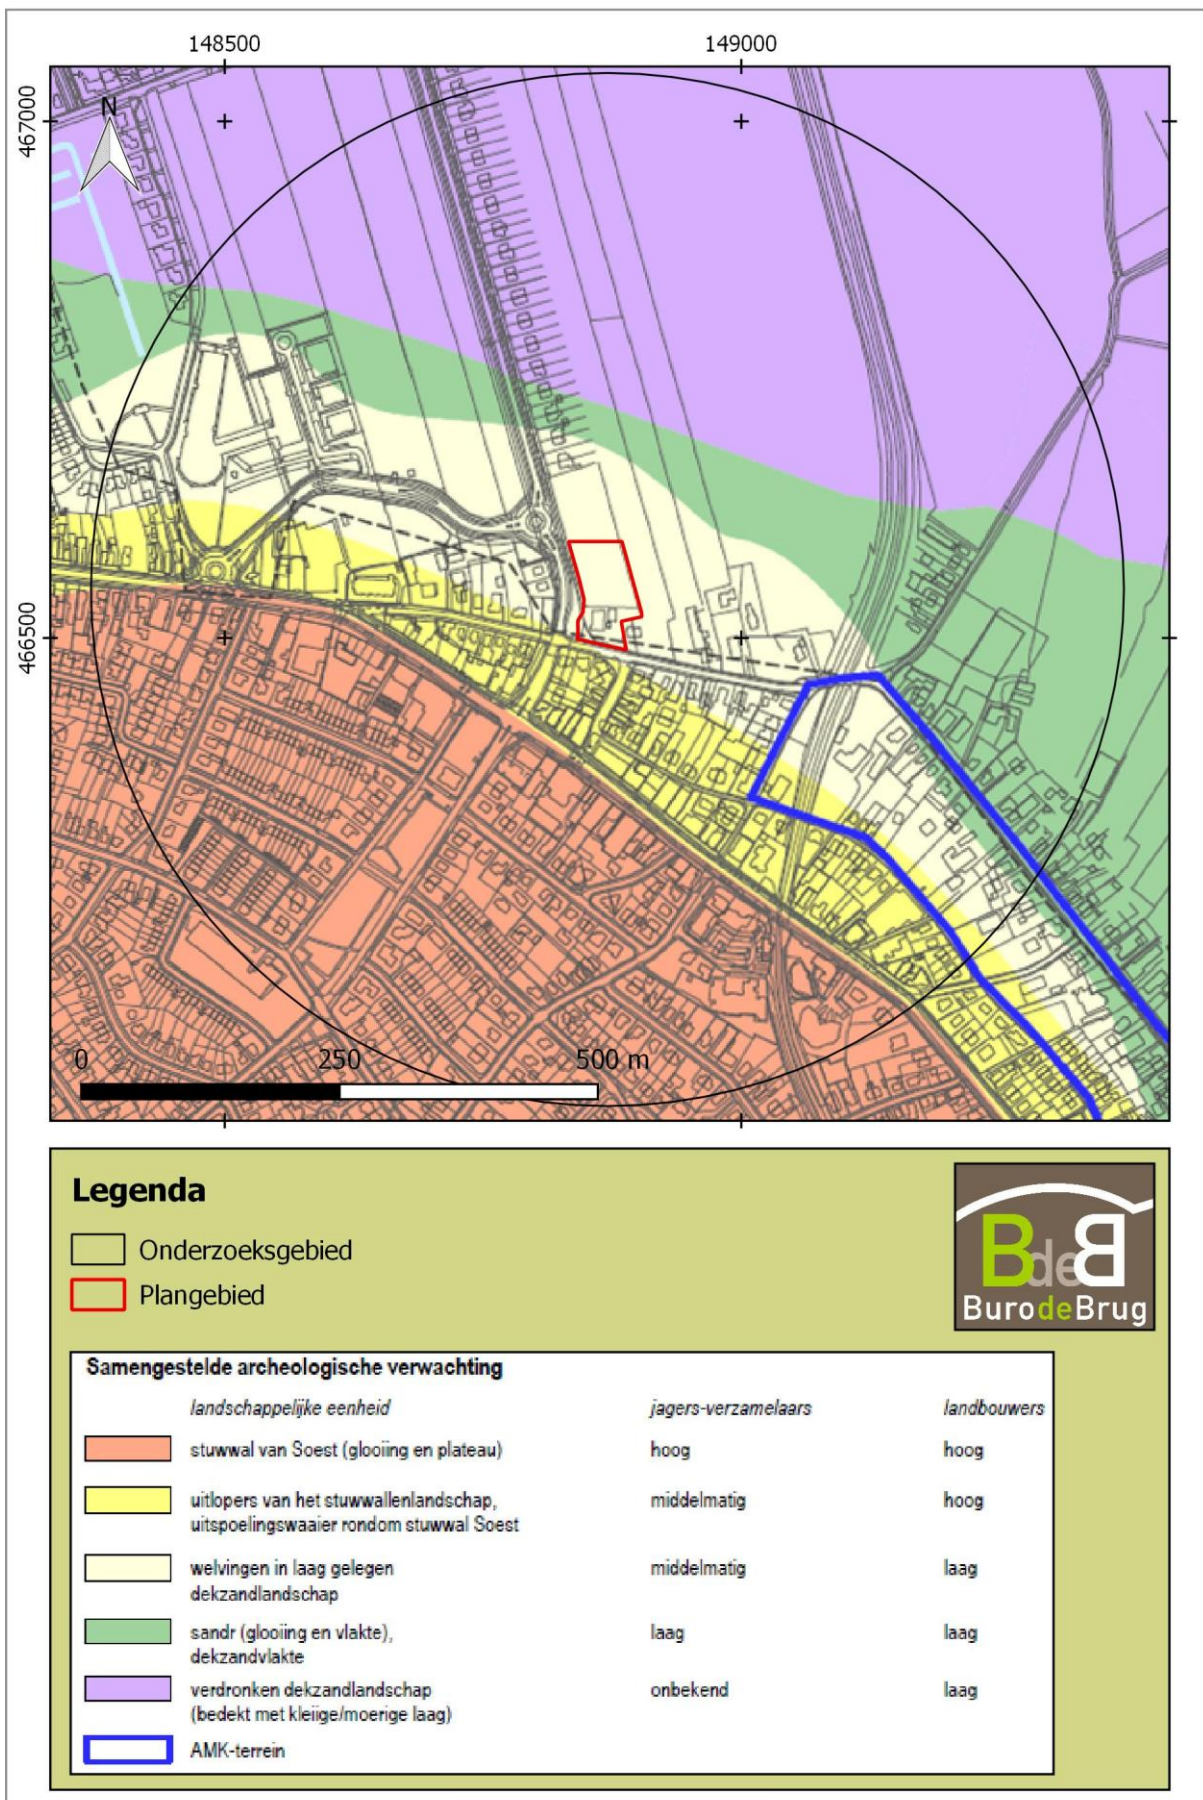 148500 149000
467000
N
466500
0 250 500 m
Legenda
Onderzoeksgebied
Plangebied
BdeB
BurodeBrug
Samengestelde archeologische verwachting
landschappelijke eenheid jagers-verzamelaars landbouwers
stuwwal van Soest (glooiing en plateau) hoog hoog
uitlopers van het stuwwallenlandschap, middelmatig hoog
uitspoelingswaaier rondom stuwwal Soest
welvingen in laag gelegen middelmatig laag
dekzandlandschap
sandr (glooiing en vlakte), laag laag
dekzandvlakte
verdronken dekzandlandschap onbekend laag
(bedekt met kleiige/moerige laag)
AMK-terrein